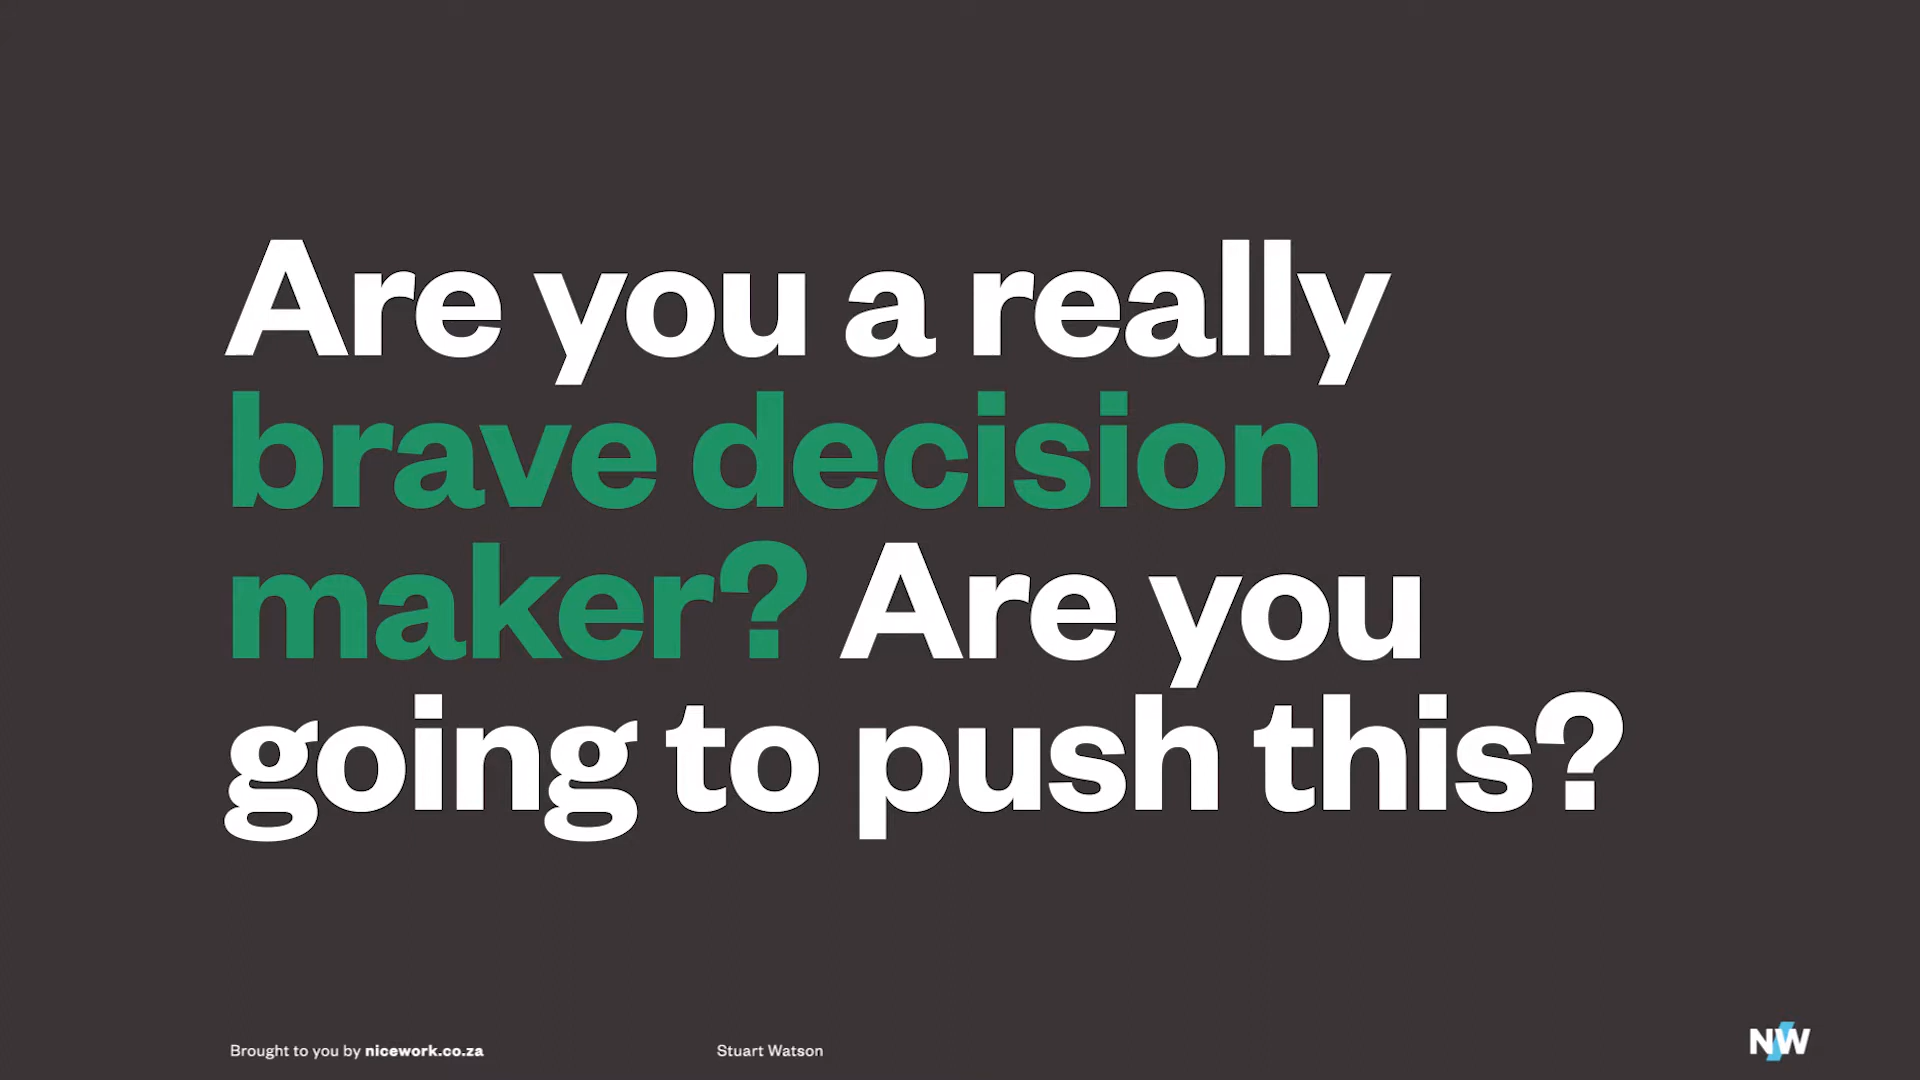 Are you a really
brave decision
maker? Are you
going to push this?
Brought to you by nicework.co.za
Stuart Watson
NW